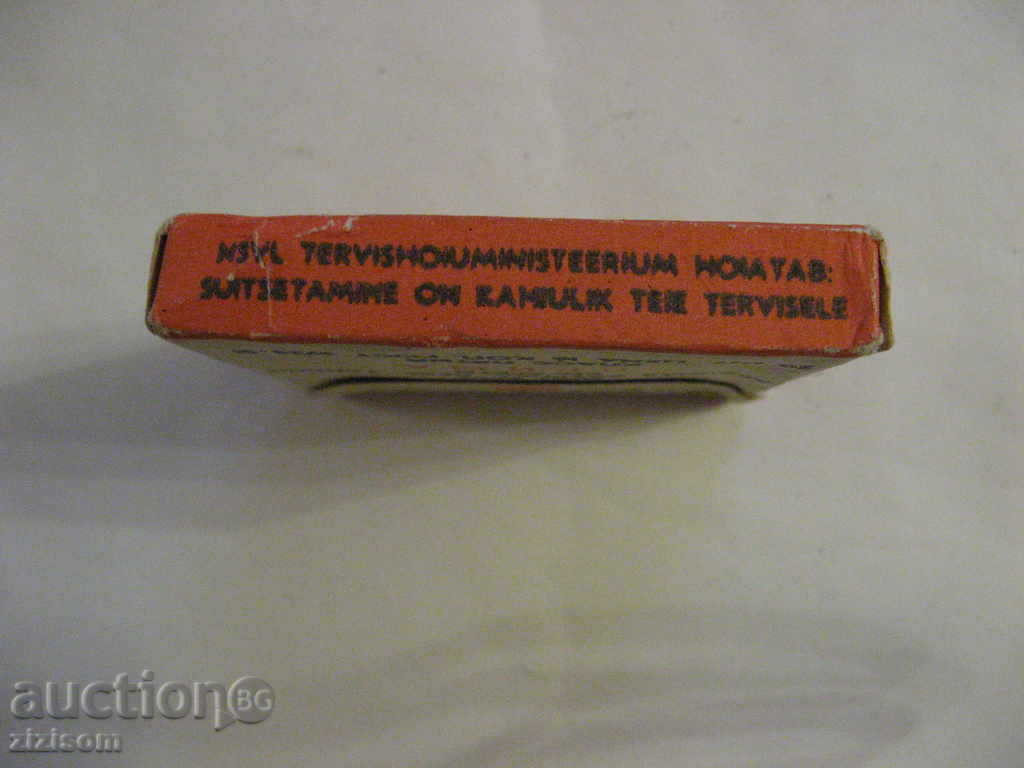 NSVL TERVISHOIUMINISTEERIUM HOIATAB:
SUITSETAMINE ON KAHJULIK TEIE TERVISELE
auction BG
zizisom